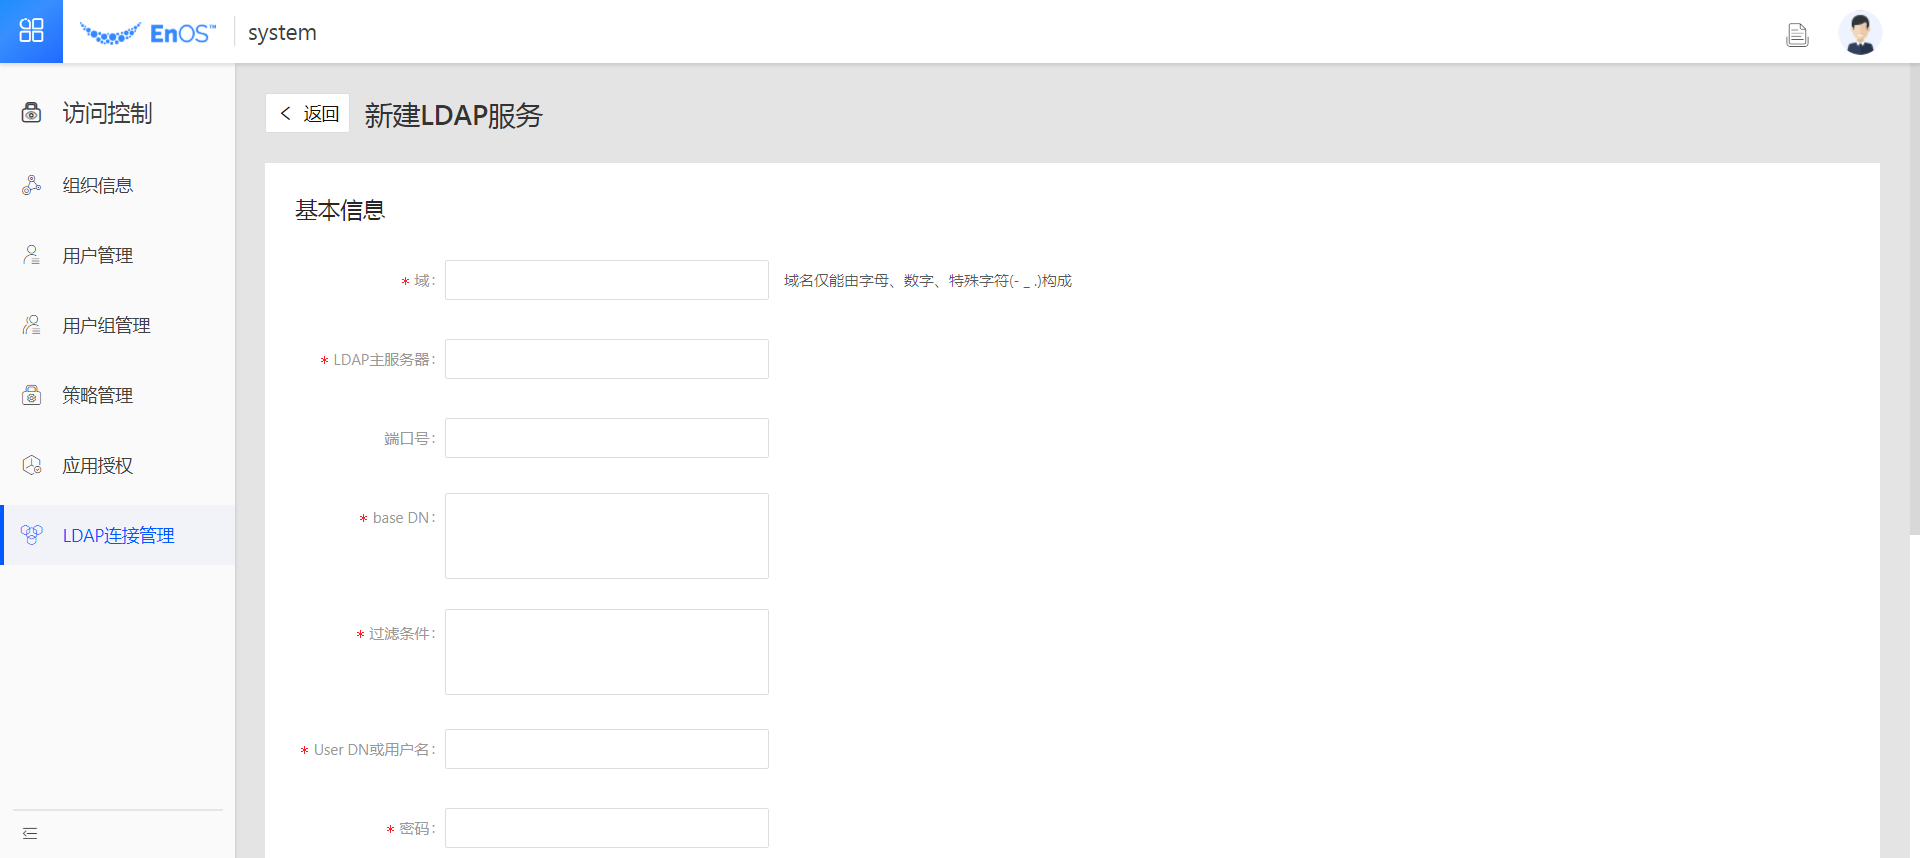 EnOS™
system
访问控制
组织信息
用户管理
用户组管理
策略管理
应用授权
LDAP连接管理
返回
新建LDAP服务
基本信息
* 域:
域名仅能由字母、数字、特殊字符(- _ .)构成
* LDAP主服务器:
端口号:
* base DN:
* 过滤条件:
* User DN或用户名:
* 密码: